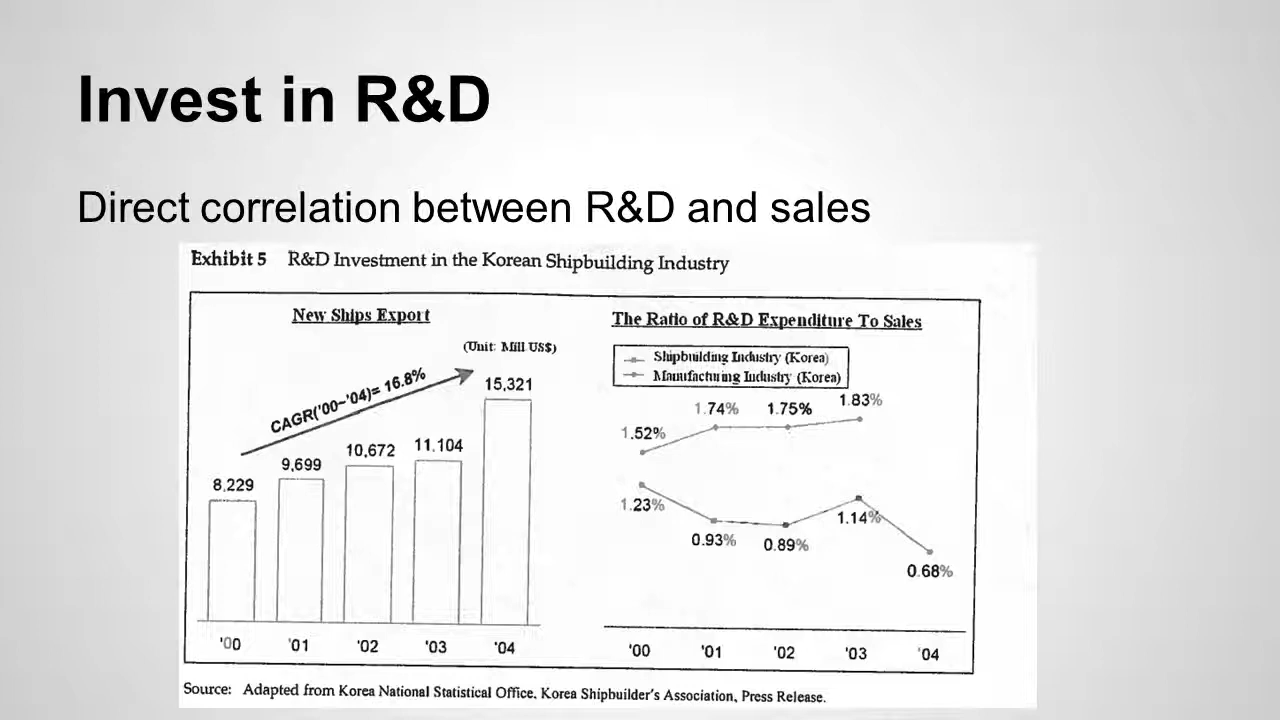 Invest in R&D
Direct correlation between R&D and sales
Exhibit 5 R&D Investment in the Korean Shipbuilding Industry
New Ships Export
(Unit: Mill US$)
CAGR('00~'04)= 16.8%
8,229
9,699
10,672
11.104
15,321
'00 '01 '02 '03 '04
The Ratio of R&D Expenditure To Sales
Shipbuilding Industry (Korea)
Manufacturing Industry (Korea)
1.52%
1.74%
1.75%
1.83%
1.23%
0.93%
0.89%
1.14%
0.68%
'00 '01 '02 '03 '04
Source: Adapted from Korea National Statistical Office, Korea Shipbuilder's Association, Press Release.